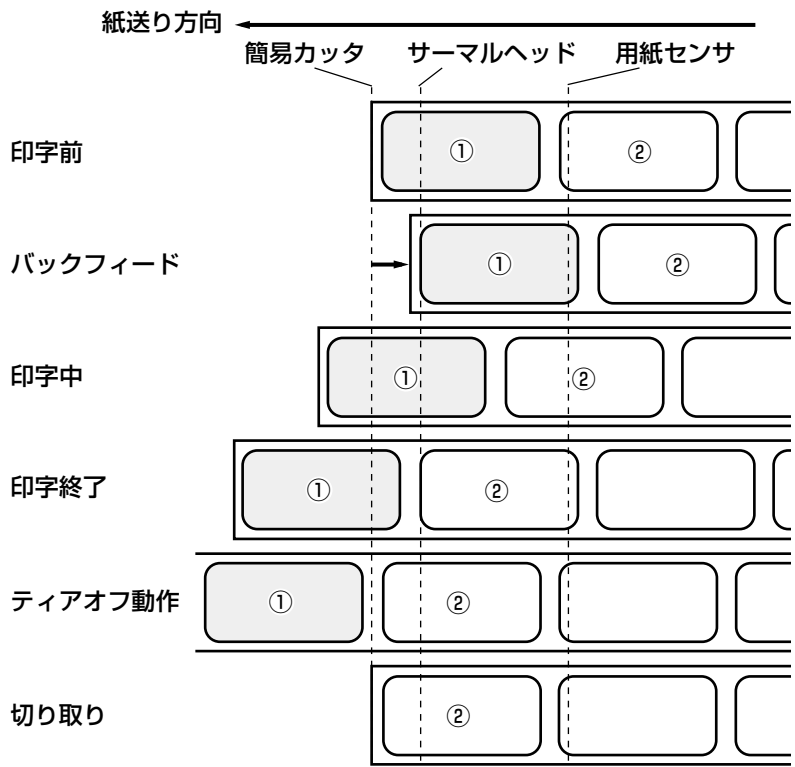 紙送り方向
簡易カッタ サーマルヘッド 用紙センサ
印字前 ① ②
バックフィード ① ②
印字中 ① ②
印字終了 ① ②
ティアオフ動作 ① ②
切り取り ②